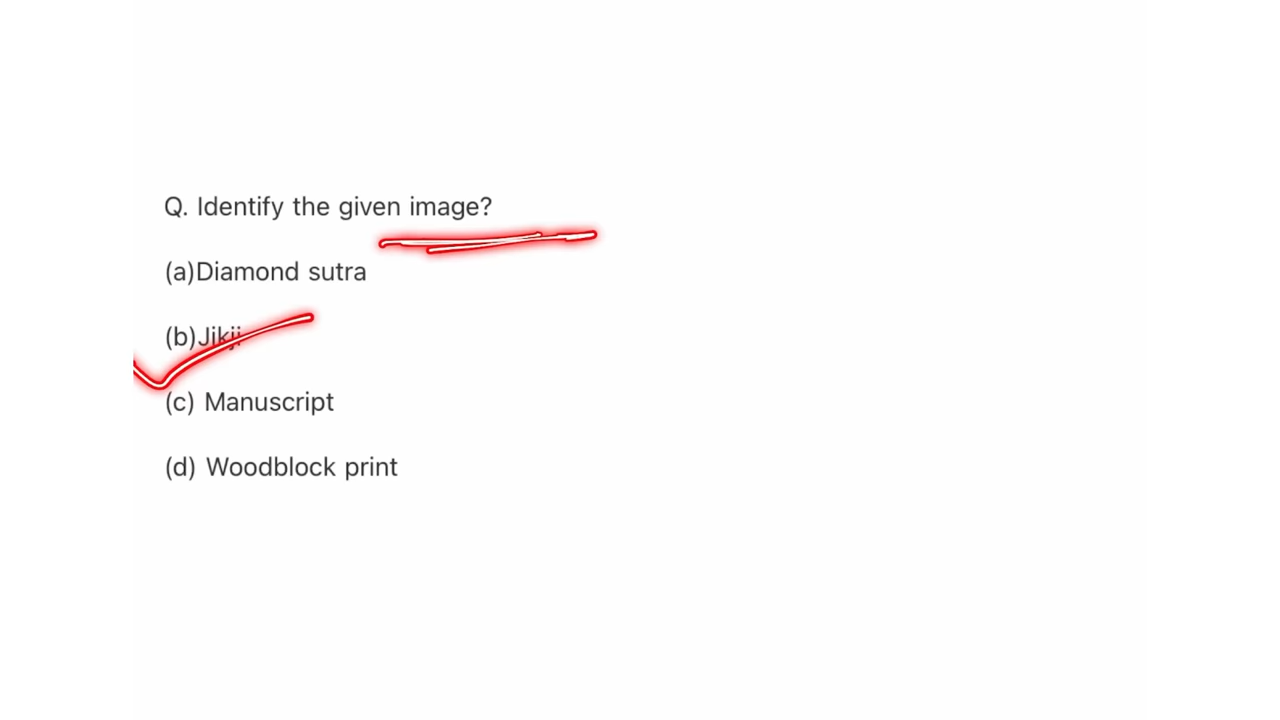 Q. Identify the given image?
(a)Diamond sutra
(b)Jikji
(c) Manuscript
(d) Woodblock print